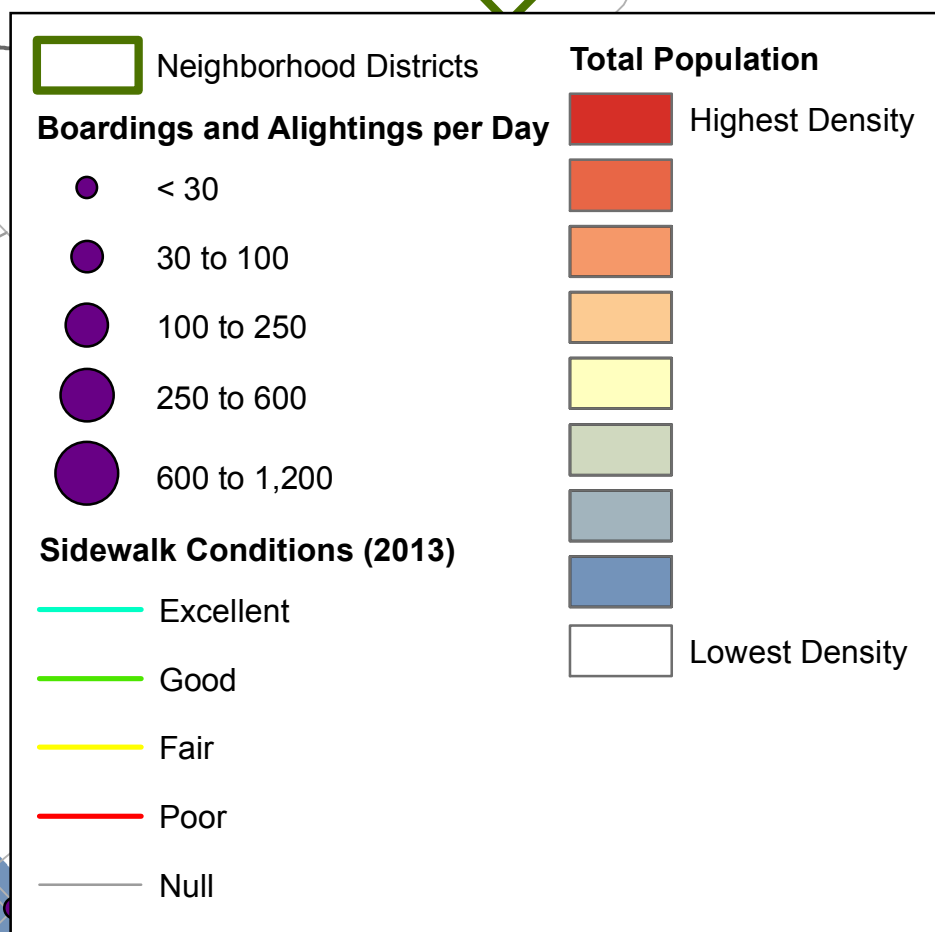 Neighborhood Districts
Boardings and Alightings per Day
< 30
30 to 100
100 to 250
250 to 600
600 to 1,200
Sidewalk Conditions (2013)
Excellent
Good
Fair
Poor
Null
Total Population
Highest Density
Lowest Density